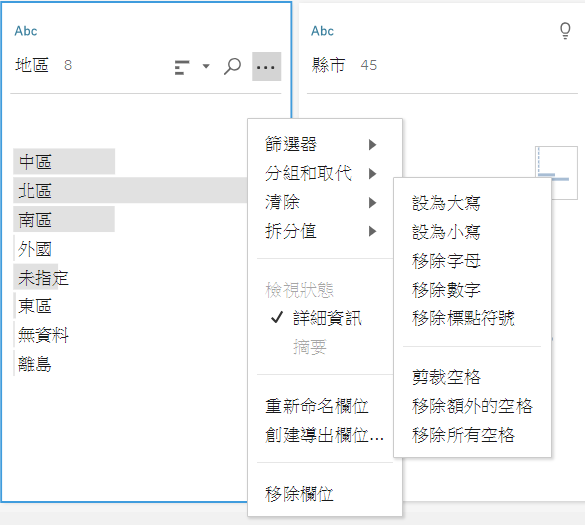 Abc
地區 8
中區
北區
南區
外國
未指定
東區
無資料
離島
Abc
縣市 45
篩選器
分組和取代
清除
拆分值
檢視狀態
詳細資訊
摘要
重新命名欄位
創建導出欄位...
移除欄位
設為大寫
設為小寫
移除字母
移除數字
移除標點符號
剪裁空格
移除額外的空格
移除所有空格